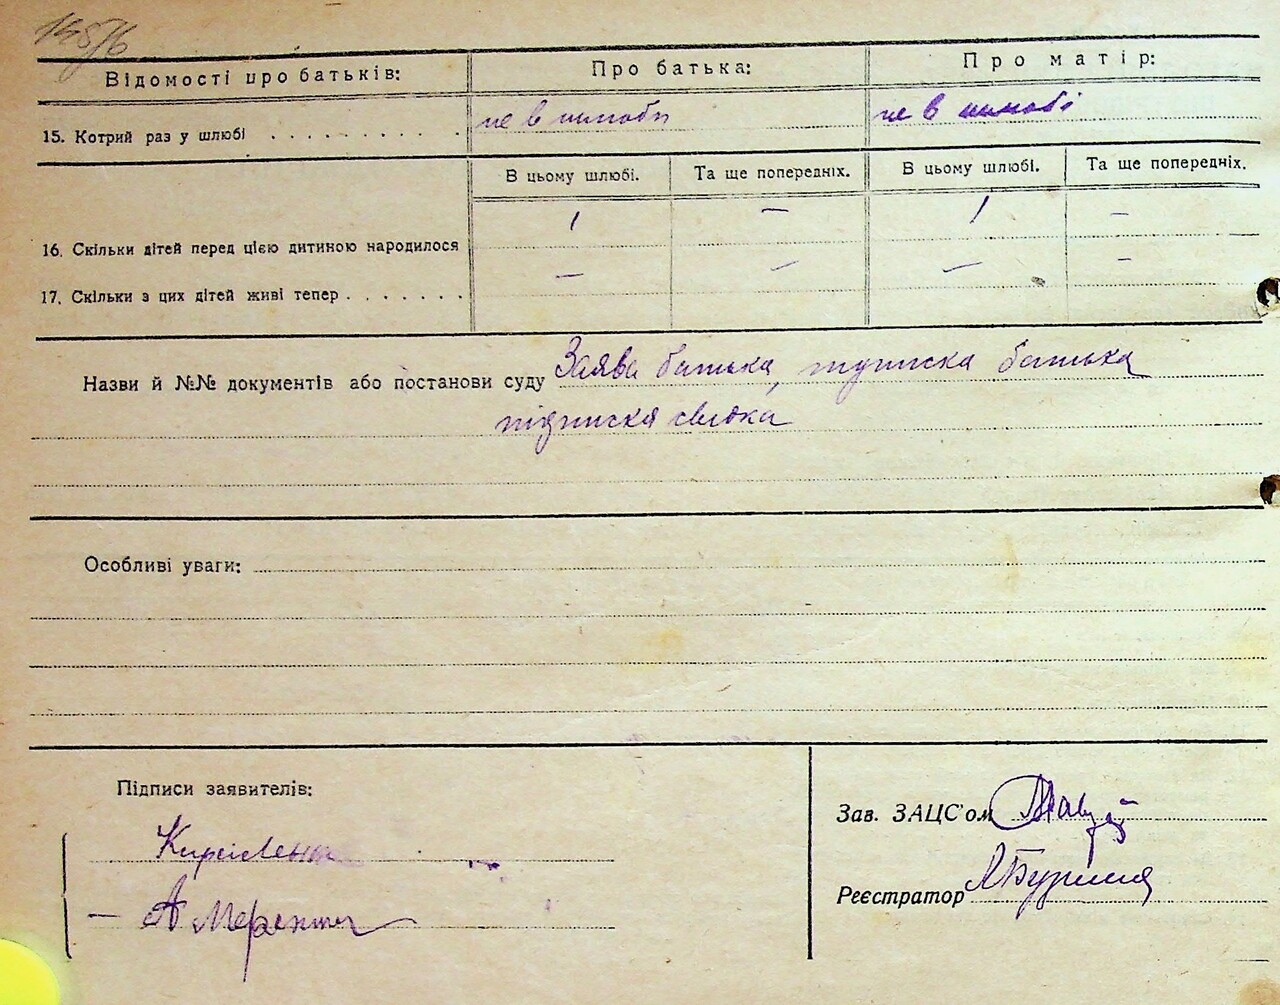 Відомості про батьків: Про батька: Про матір:
15. Котрий раз у шлюбі . . . . . . . . . . не в шлюбі не в шлюбі
В цьому шлюбі. Та ще попередніх. В цьому шлюбі. Та ще попередніх.
16. Скільки дітей перед цією дитиною народилося 1 — 1 —
17. Скільки з цих дітей живі тепер . . . . . . . — — — —
Назви й №№ документів або постанови суду Заява батька, підписка батька
підписка свідка
Особливі уваги:
Підписи заявителів:
Зав. ЗАЦС'ом
Реєстратор